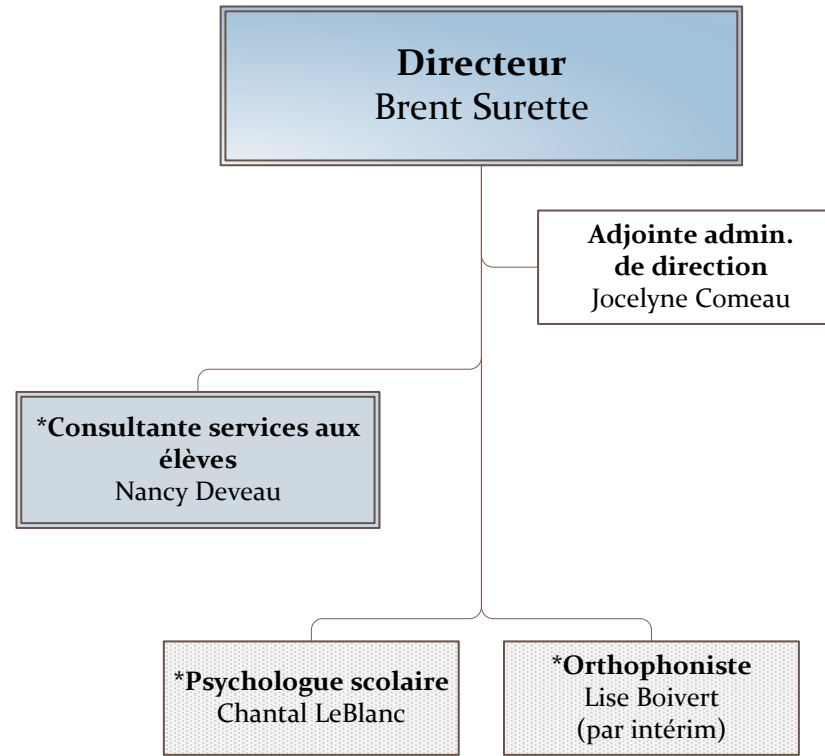 Directeur
Brent Surette
Adjointe admin.
de direction
Jocelyne Comeau
*Consultante services aux
élèves
Nancy Deveau
*Psychologue scolaire
Chantal LeBlanc
*Orthophoniste
Lise Boivert
(par intérim)